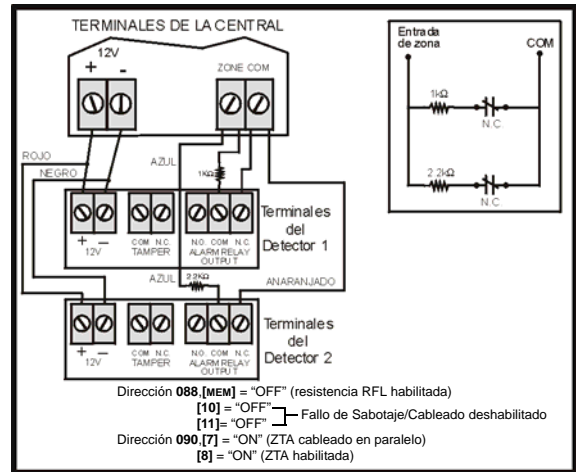 TERMINALES DE LA CENTRAL
12V
+ -
ZONE COM
ROJO
NEGRO
AZUL
1KΩ
Terminales
del
Detector 1
+ −
12V
COM N.C.
TAMPER
N.O. COM N.C.
ALARM RELAY
OUTPUT
AZUL
2.2KΩ
ANARANJADO
Terminales
del
Detector 2
+ −
12V
COM N.C.
TAMPER
N.O. COM N.C.
ALARM RELAY
OUTPUT
Entrada
de zona
COM
1kΩ
N.C.
2.2kΩ
N.C.
Dirección 088,[MEM] = “OFF” (resistencia RFL habilitada)
[10] = “OFF”
[11]= “OFF”
Fallo de Sabotaje/Cableado deshabilitado
Dirección 090,[7] = “ON” (ZTA cableado en paralelo)
[8] = “ON” (ZTA habilitada)